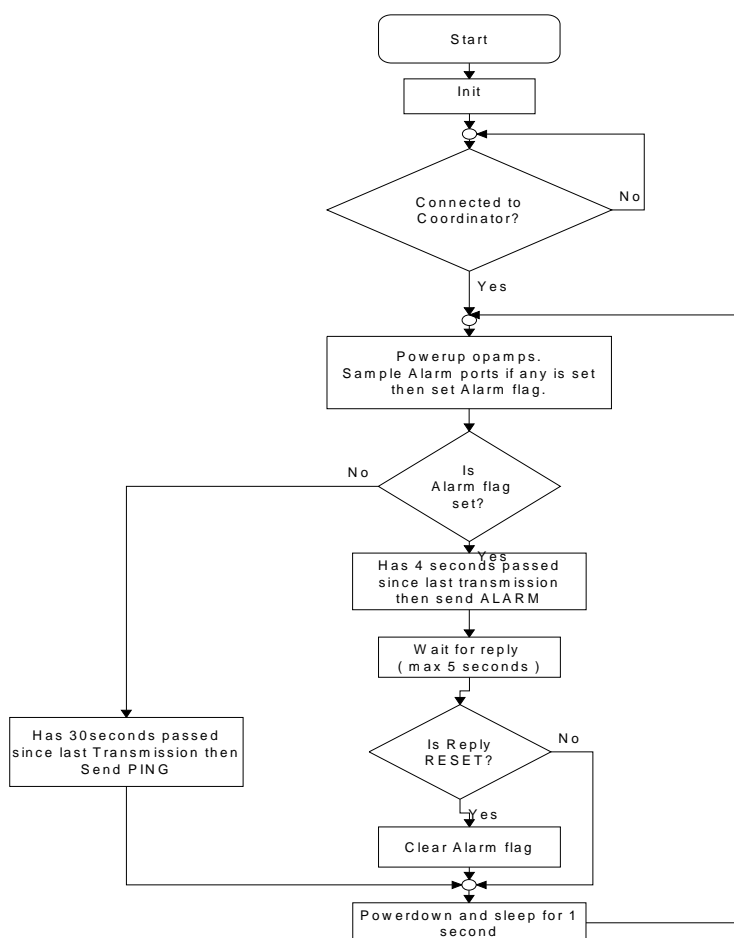 Start
Init
Connected to
Coordinator?
No
Yes
Powerup opamps.
Sample Alarm ports if any is set
then set Alarm flag.
No
Is
Alarm flag
set?
Yes
Has 4 seconds passed
since last transmission
then send ALARM
Wait for reply
( max 5 seconds )
Has 30seconds passed
since last Transmission then
Send PING
Is Reply
RESET?
No
Yes
Clear Alarm flag
Powerdown and sleep for 1
second